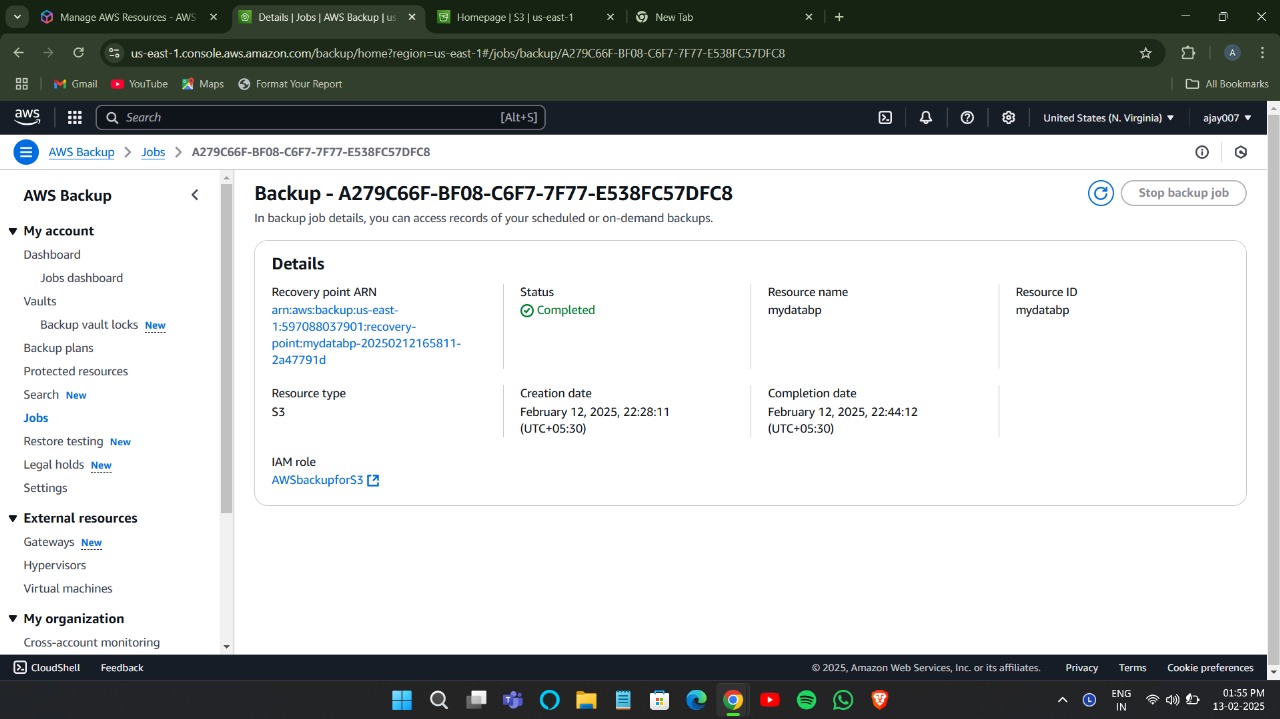 Manage AWS Resources - AWS
Details | Jobs | AWS Backup | us
Homepage | S3 | us-east-1
New Tab
us-east-1.console.aws.amazon.com/backup/home?region=us-east-1#/jobs/backup/A279C66F-BF08-C6F7-7F77-E538FC57DFC8
A
Gmail
YouTube
Maps
Format Your Report
All Bookmarks
aws
Search
[Alt+S]
United States (N. Virginia)
ajay007
AWS Backup
Jobs
A279C66F-BF08-C6F7-7F77-E538FC57DFC8
AWS Backup
My account
Dashboard
Jobs dashboard
Vaults
Backup vault locks New
Backup plans
Protected resources
Search New
Jobs
Restore testing New
Legal holds New
Settings
External resources
Gateways New
Hypervisors
Virtual machines
My organization
Cross-account monitoring
Backup - A279C66F-BF08-C6F7-7F77-E538FC57DFC8
Stop backup job
In backup job details, you can access records of your scheduled or on-demand backups.
Details
Recovery point ARN
arn:aws:backup:us-east-
1:597088037901:recovery-
point:mydatabp-20250212165811-
2a47791d
Status
Completed
Resource name
mydatabp
Resource ID
mydatabp
Resource type
S3
Creation date
February 12, 2025, 22:28:11
(UTC+05:30)
Completion date
February 12, 2025, 22:44:12
(UTC+05:30)
IAM role
AWSbackupforS3
CloudShell
Feedback
© 2025, Amazon Web Services, Inc. or its affiliates.
Privacy
Terms
Cookie preferences
ENG
IN
01:55 PM
13-02-2025